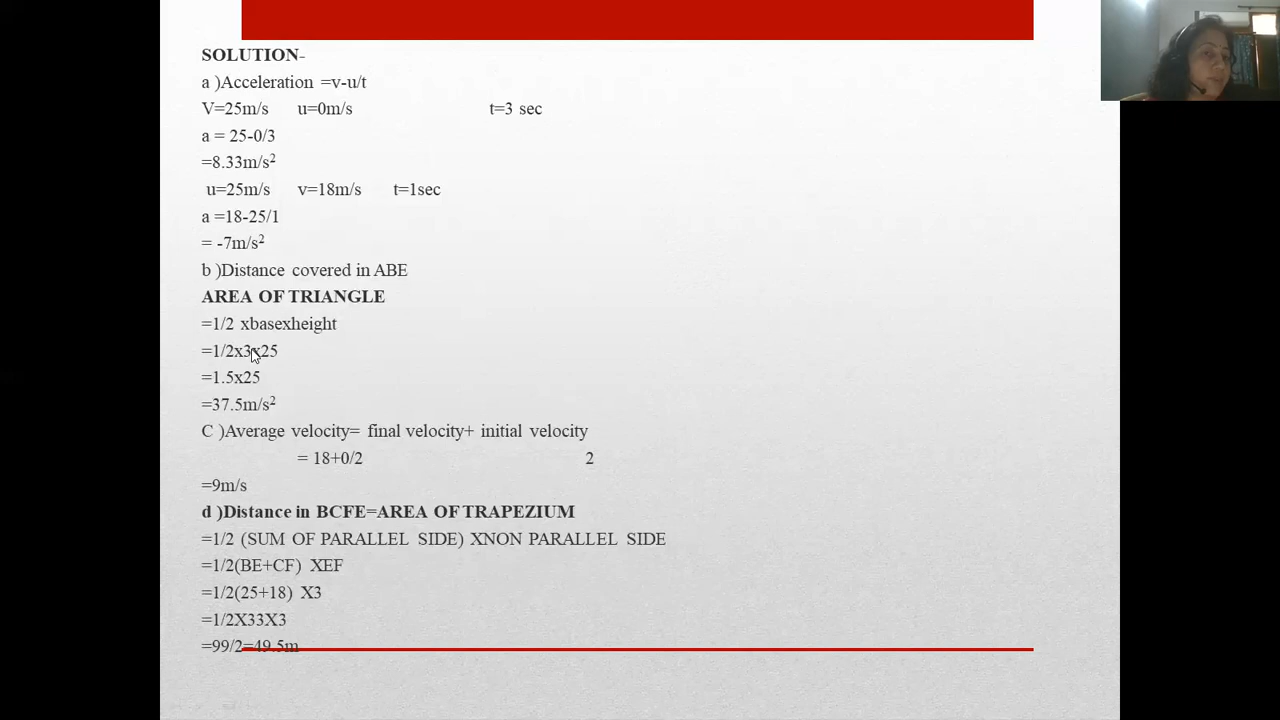 SOLUTION-
a )Acceleration =v-u/t
V=25m/s u=0m/s t=3 sec
a = 25-0/3
=8.33m/s²
u=25m/s v=18m/s t=1sec
a =18-25/1
= -7m/s²
b )Distance covered in ABE
AREA OF TRIANGLE
=1/2 xbasexheight
=1/2x3x25
=1.5x25
=37.5m/s²
C )Average velocity= final velocity+ initial velocity
= 18+0/2 2
=9m/s
d )Distance in BCFE=AREA OF TRAPEZIUM
=1/2 (SUM OF PARALLEL SIDE) XNON PARALLEL SIDE
=1/2(BE+CF) XEF
=1/2(25+18) X3
=1/2X33X3
=99/2=49.5m